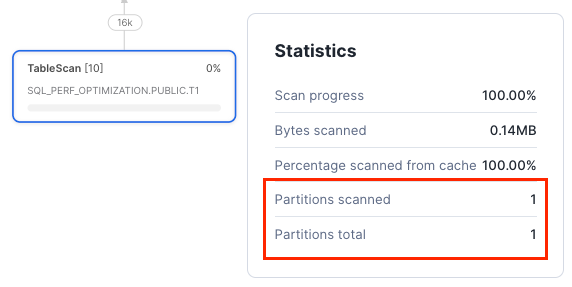 16k
TableScan [10] 0%
SQL_PERF_OPTIMIZATION.PUBLIC.T1
Statistics
Scan progress 100.00%
Bytes scanned 0.14MB
Percentage scanned from cache 100.00%
Partitions scanned 1
Partitions total 1